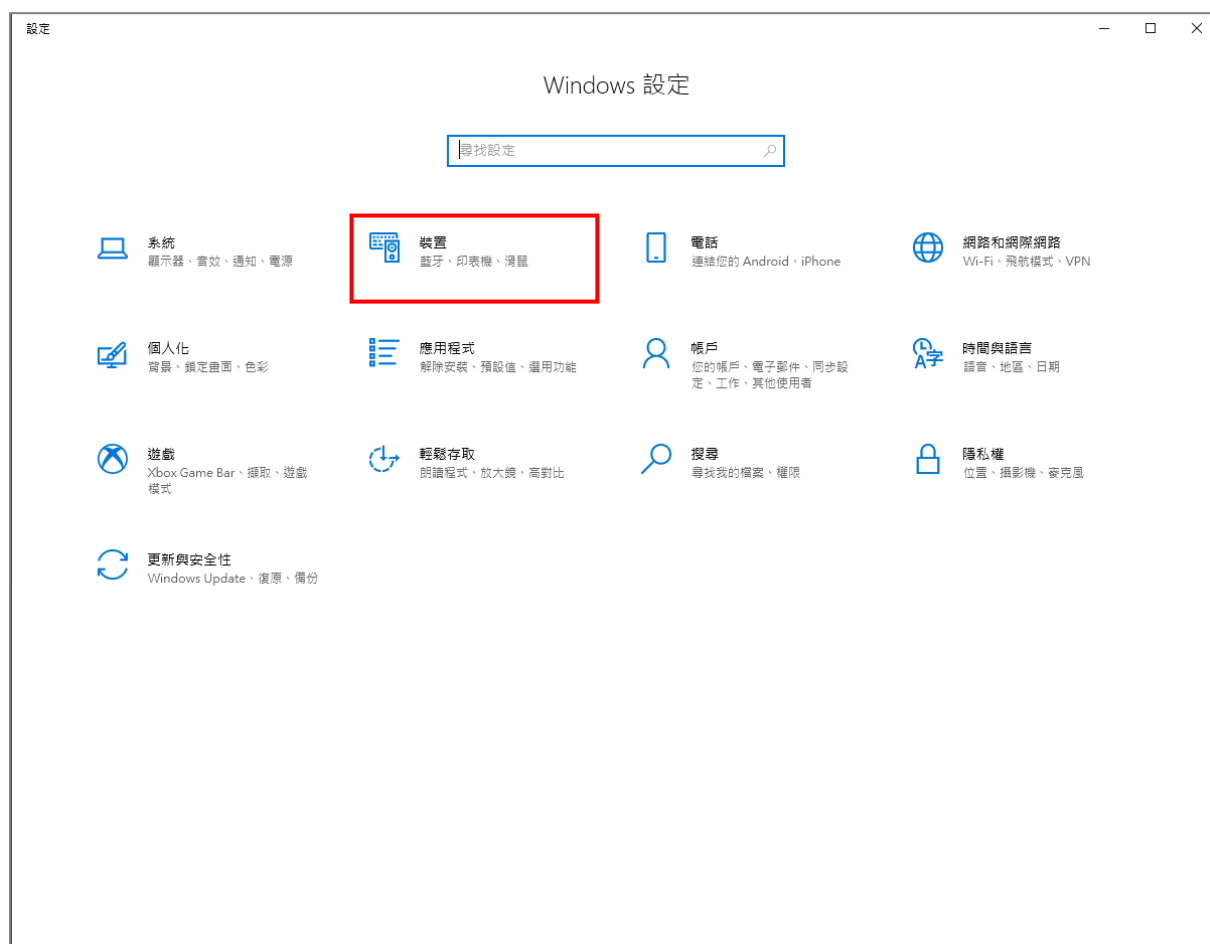 設定
Windows 設定
尋找設定
系統
顯示器、音效、通知、電源
裝置
藍牙、印表機、滑鼠
電話
連結您的 Android、iPhone
網路和網際網路
Wi-Fi、飛航模式、VPN
個人化
背景、鎖定畫面、色彩
應用程式
解除安裝、預設值、選用功能
帳戶
您的帳戶、電子郵件、同步設
定、工作、其他使用者
時間與語言
語音、地區、日期
遊戲
Xbox Game Bar、擷取、遊戲
模式
輕鬆存取
朗讀程式、放大鏡、高對比
搜尋
尋找我的檔案、權限
隱私權
位置、攝影機、麥克風
更新與安全性
Windows Update、復原、備份